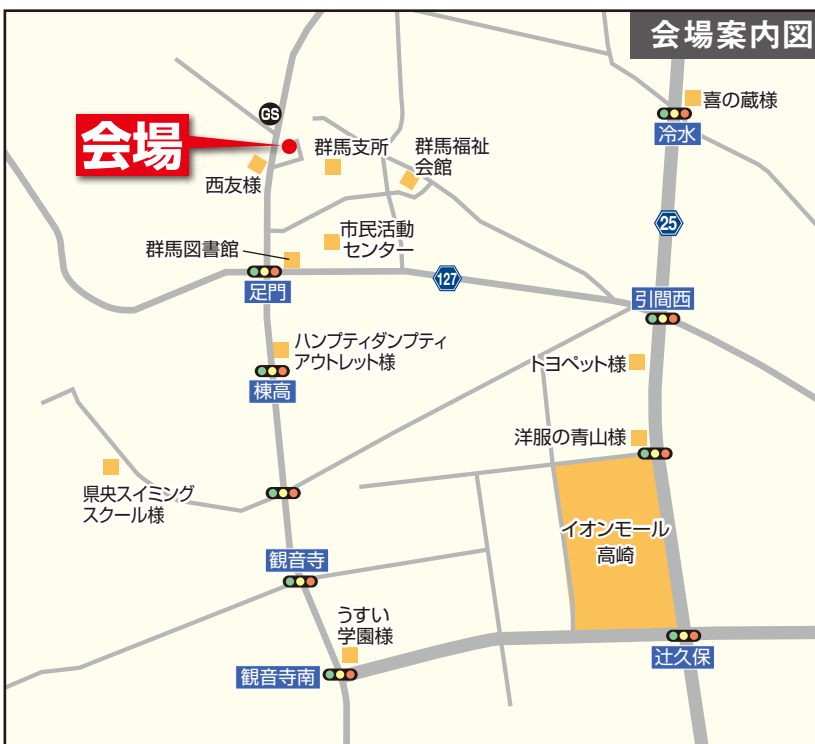 会場案内図
喜の蔵様
冷水
GS
会場
群馬支所
群馬福祉
会館
西友様
25
市民活動
センター
群馬図書館
足門
127
引間西
ハンプティダンプティ
アウトレット様
棟高
トヨペット様
洋服の青山様
県央スイミング
スクール様
イオンモール
高崎
観音寺
うすい
学園様
辻久保
観音寺南